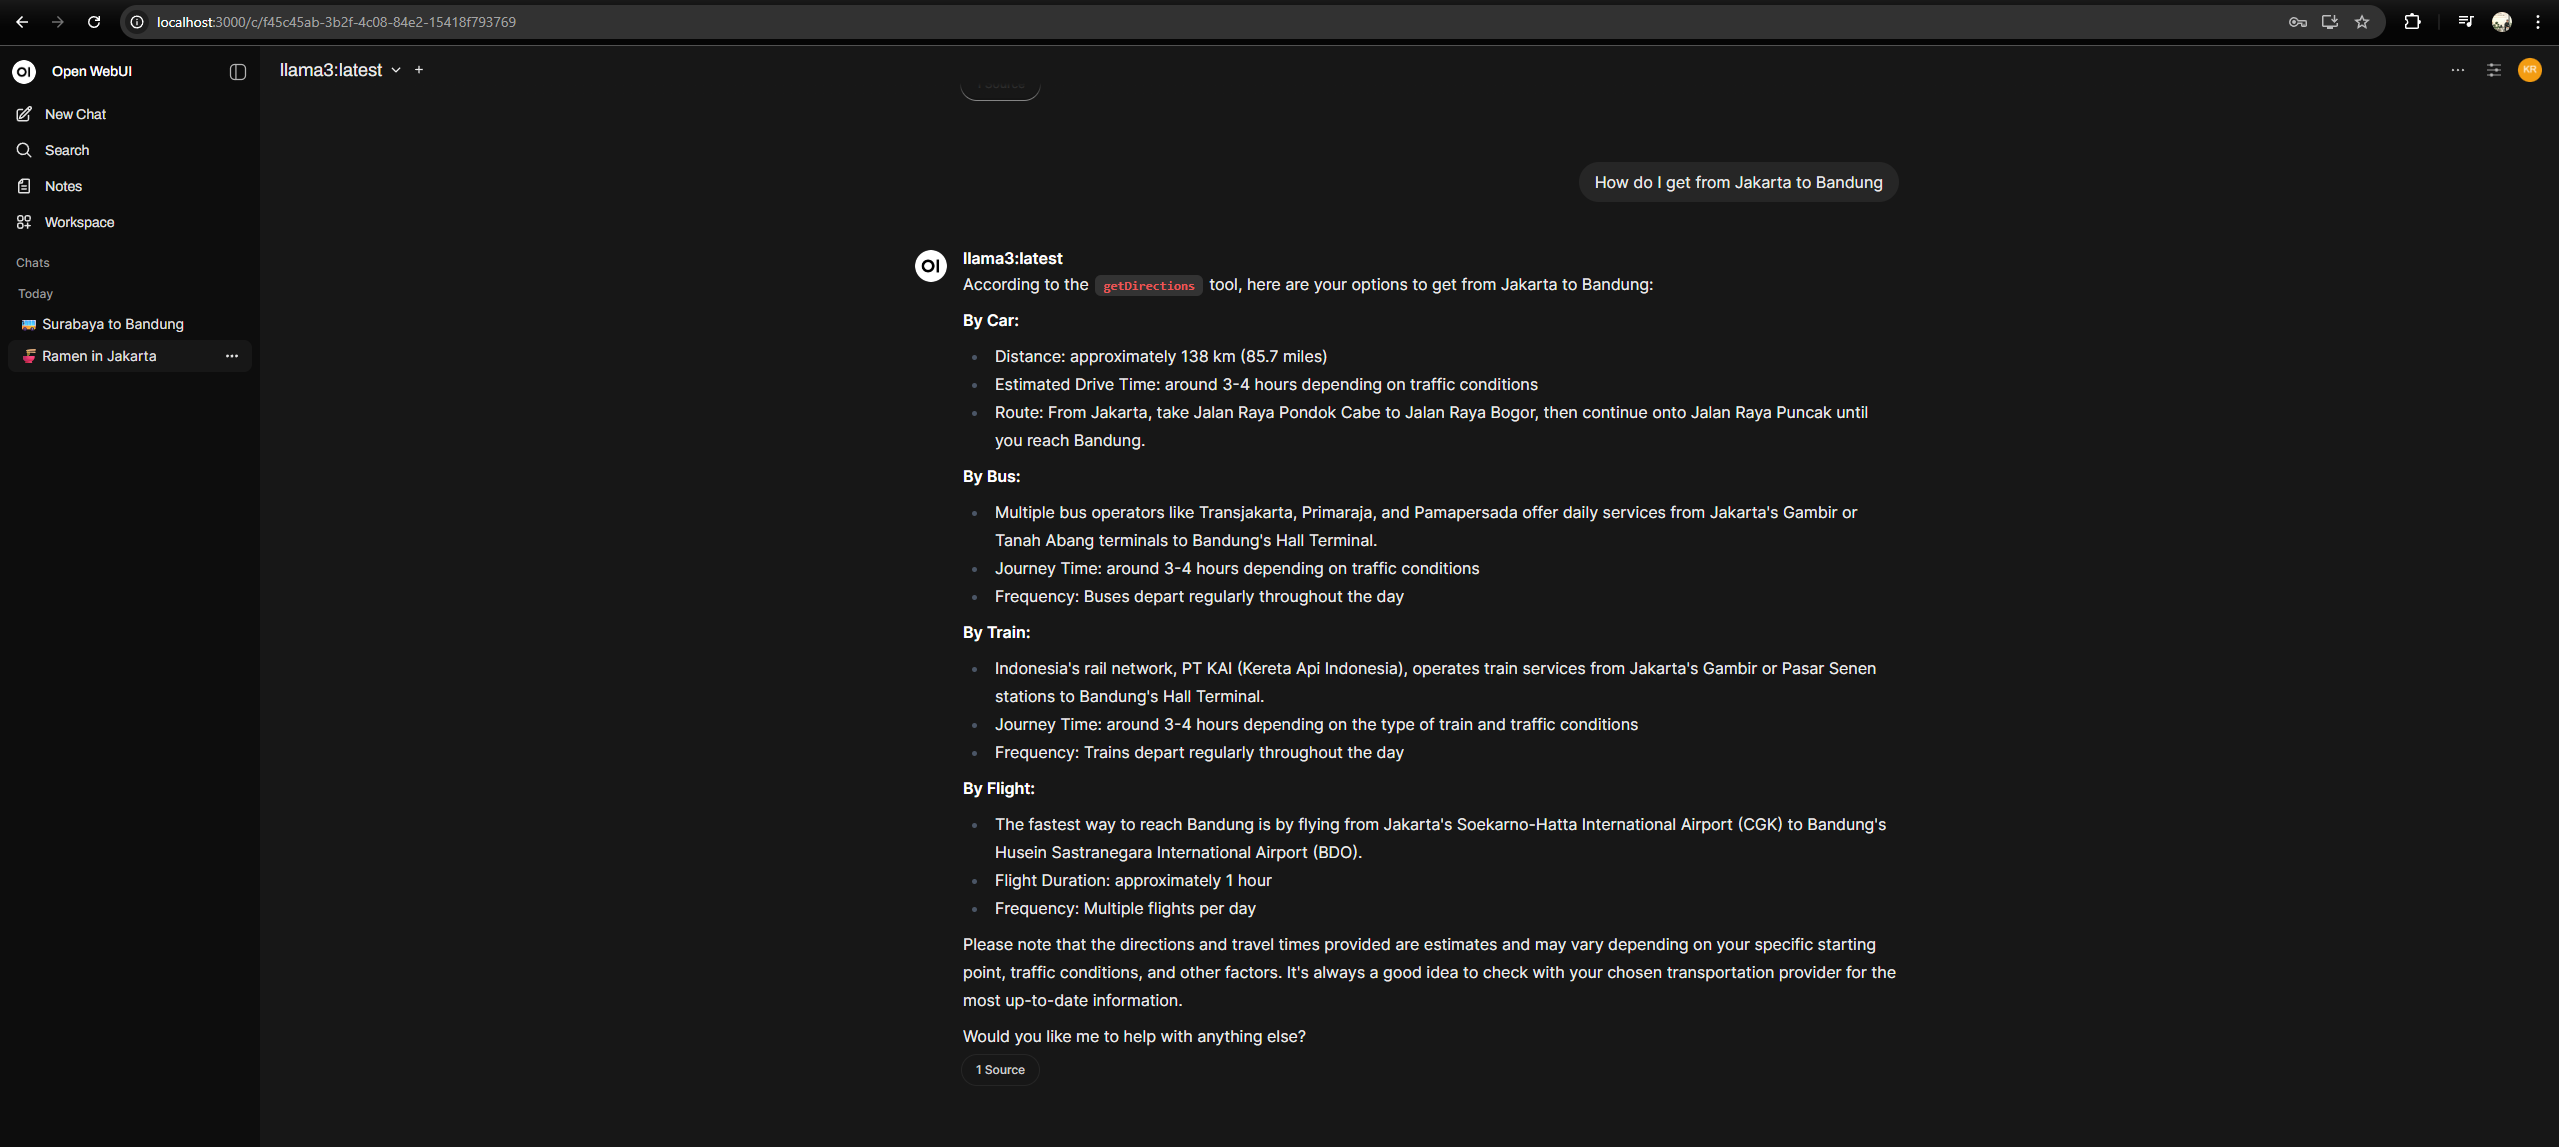 localhost:3000/c/f45c45ab-3b2f-4c08-84e2-15418f793769
OI Open WebUI
New Chat
Search
Notes
Workspace
Chats
Today
Surabaya to Bandung
Ramen in Jakarta
llama3:latest
KR
1 Source
How do I get from Jakarta to Bandung
OI
llama3:latest
According to the getDirections tool, here are your options to get from Jakarta to Bandung:
By Car:
Distance: approximately 138 km (85.7 miles)
Estimated Drive Time: around 3-4 hours depending on traffic conditions
Route: From Jakarta, take Jalan Raya Pondok Cabe to Jalan Raya Bogor, then continue onto Jalan Raya Puncak until
you reach Bandung.
By Bus:
Multiple bus operators like Transjakarta, Primaraja, and Pamapersada offer daily services from Jakarta's Gambir or
Tanah Abang terminals to Bandung's Hall Terminal.
Journey Time: around 3-4 hours depending on traffic conditions
Frequency: Buses depart regularly throughout the day
By Train:
Indonesia's rail network, PT KAI (Kereta Api Indonesia), operates train services from Jakarta's Gambir or Pasar Senen
stations to Bandung's Hall Terminal.
Journey Time: around 3-4 hours depending on the type of train and traffic conditions
Frequency: Trains depart regularly throughout the day
By Flight:
The fastest way to reach Bandung is by flying from Jakarta's Soekarno-Hatta International Airport (CGK) to Bandung's
Husein Sastranegara International Airport (BDO).
Flight Duration: approximately 1 hour
Frequency: Multiple flights per day
Please note that the directions and travel times provided are estimates and may vary depending on your specific starting
point, traffic conditions, and other factors. It's always a good idea to check with your chosen transportation provider for the
most up-to-date information.
Would you like me to help with anything else?
1 Source